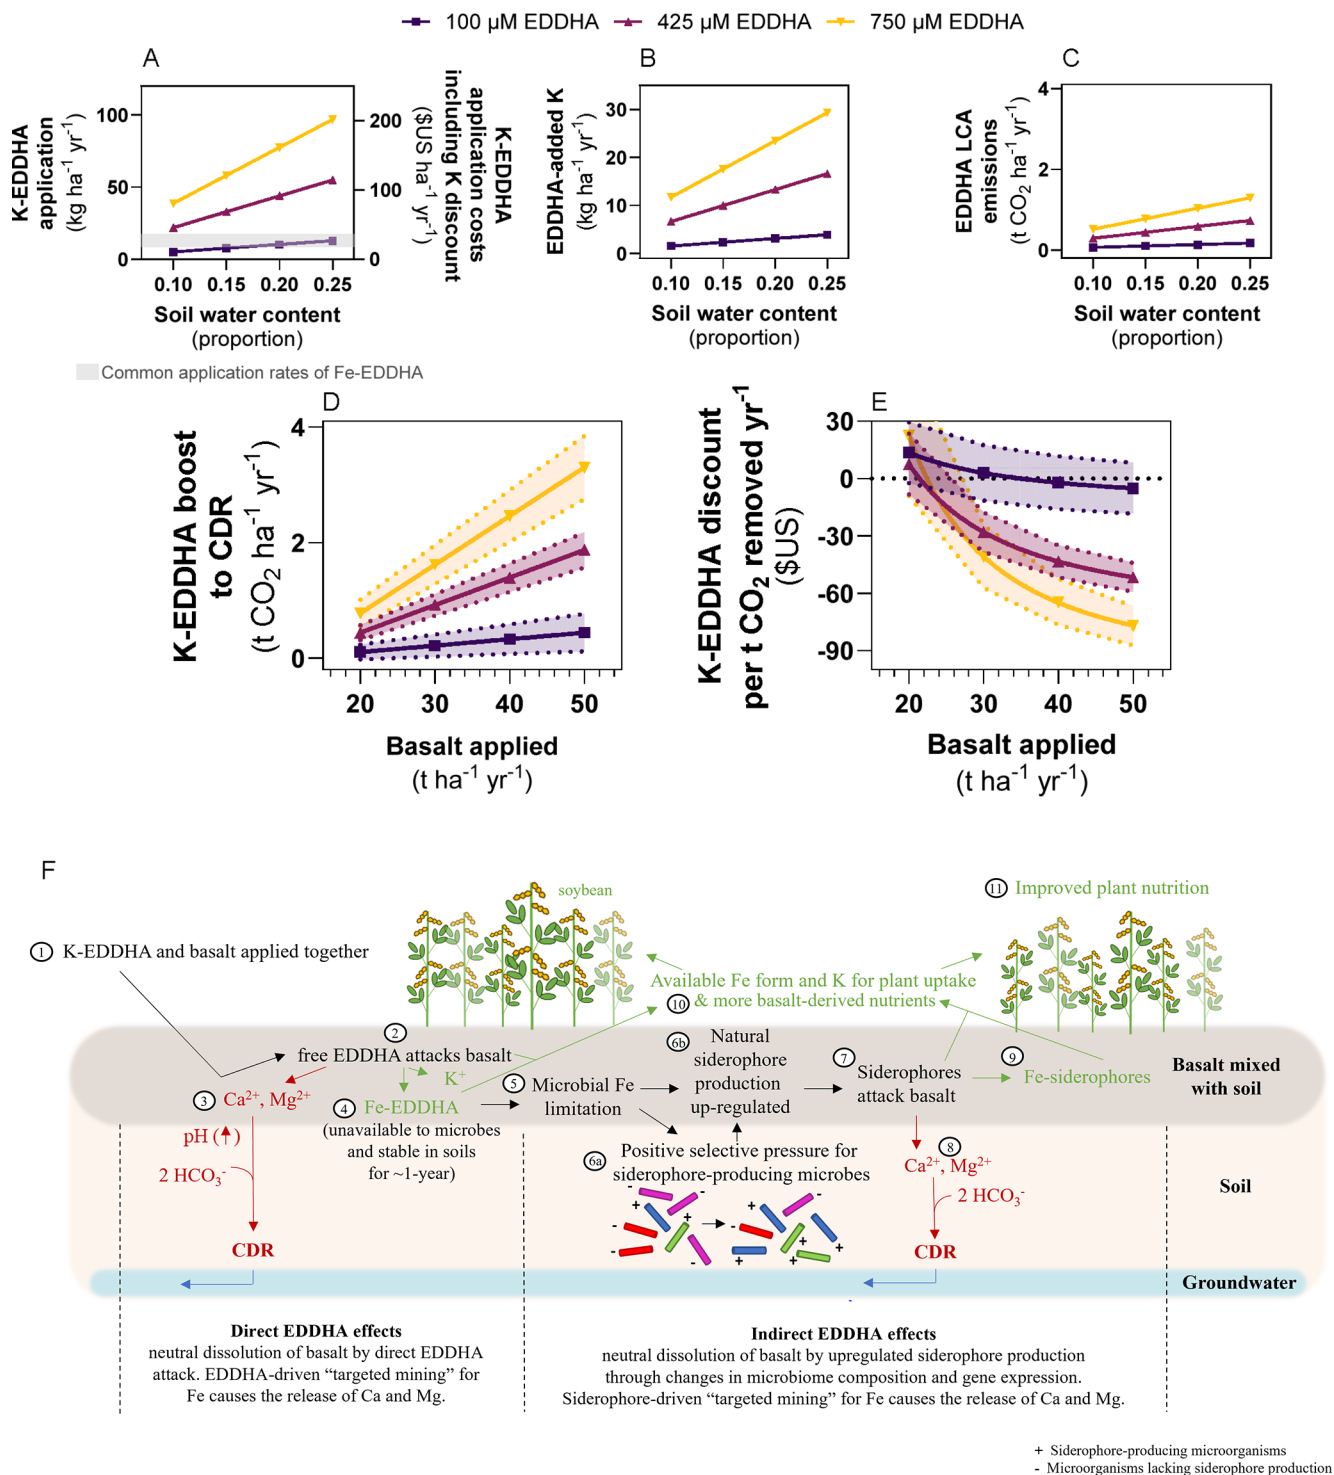 100 µM EDDHA
425 µM EDDHA
750 µM EDDHA
A
K-EDDHA
application
(kg ha⁻¹ yr⁻¹)
100
50
0
200
100
0
K-EDDHA
application costs
including K discount
($US ha⁻¹ yr⁻¹)
0.10 0.15 0.20 0.25
Soil water content
(proportion)
Common application rates of Fe-EDDHA
B
EDDHA-added K
(kg ha⁻¹ yr⁻¹)
30
20
10
0
0.10 0.15 0.20 0.25
Soil water content
(proportion)
C
EDDHA LCA
emissions
(t CO₂ ha⁻¹ yr⁻¹)
4
2
0
0.10 0.15 0.20 0.25
Soil water content
(proportion)
D
K-EDDHA boost
to CDR
(t CO₂ ha⁻¹ yr⁻¹)
4
2
0
20 30 40 50
Basalt applied
(t ha⁻¹ yr⁻¹)
E
K-EDDHA discount
per t CO₂ removed yr⁻¹
($US)
30
0
-30
-60
-90
20 30 40 50
Basalt applied
(t ha⁻¹ yr⁻¹)
F
soybean
11 Improved plant nutrition
1 K-EDDHA and basalt applied together
Available Fe form and K for plant uptake
& more basalt-derived nutrients
10
2
free EDDHA attacks basalt
K⁺
3 Ca²⁺, Mg²⁺
pH ( )
2 HCO₃⁻
CDR
4 Fe-EDDHA
(unavailable to microbes
and stable in soils
for ~1-year)
5 Microbial Fe
limitation
6b Natural
siderophore
production
up-regulated
6a Positive selective pressure for
siderophore-producing microbes
- - + + - - - - + - + + + +
7 Siderophores
attack basalt
8
Ca²⁺, Mg²⁺
2 HCO₃⁻
CDR
9
Fe-siderophores
Basalt mixed
with soil
Soil
Groundwater
Direct EDDHA effects
neutral dissolution of basalt by direct EDDHA
attack. EDDHA-driven “targeted mining” for
Fe causes the release of Ca and Mg.
Indirect EDDHA effects
neutral dissolution of basalt by upregulated siderophore production
through changes in microbiome composition and gene expression.
Siderophore-driven “targeted mining” for Fe causes the release of Ca and Mg.
+ Siderophore-producing microorganisms
- Microorganisms lacking siderophore production